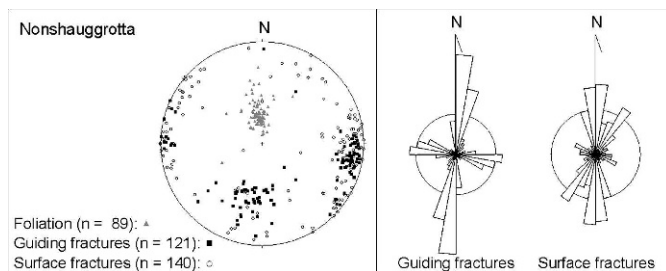 Nonshauggrotta
N
Foliation (n = 89):
Guiding fractures (n = 121):
Surface fractures (n = 140):
N
N
Guiding fractures
Surface fractures